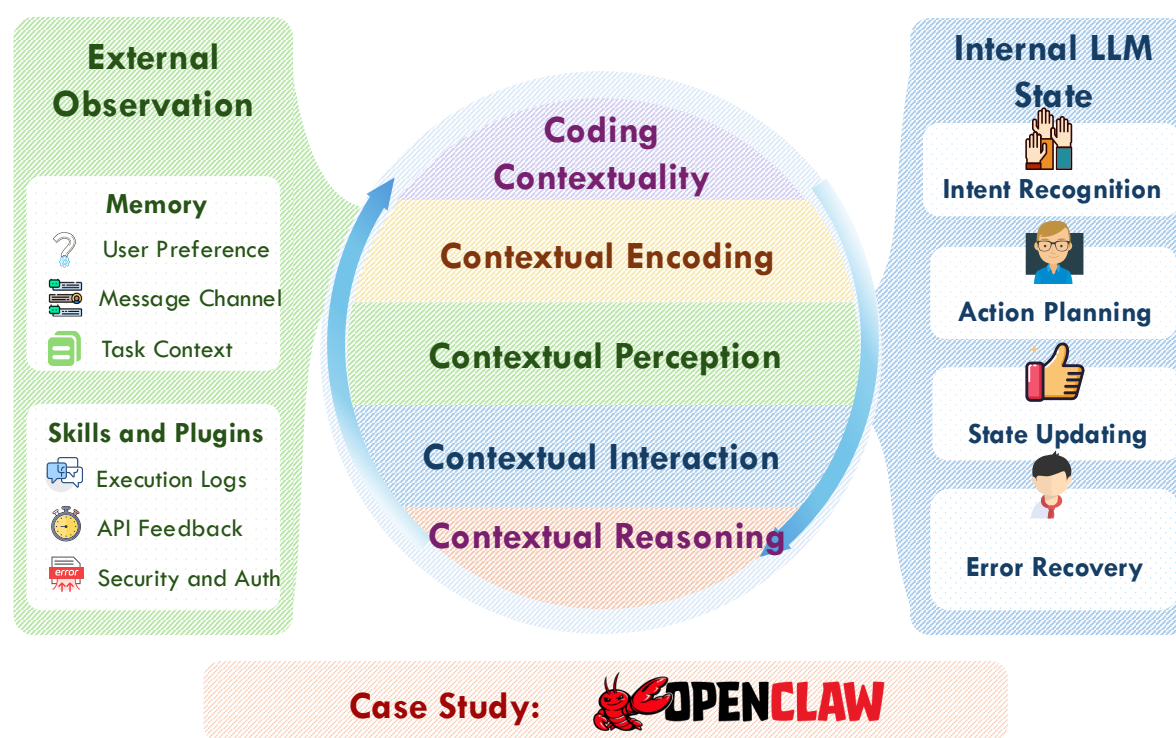 External
Observation
Memory
User Preference
Message Channel
Task Context
Skills and Plugins
Execution Logs
API Feedback
error
Security and Auth
Coding
Contextuality
Contextual Encoding
Contextual Perception
Contextual Interaction
Contextual Reasoning
Internal LLM
State
Intent Recognition
Action Planning
State Updating
Error Recovery
Case Study:
OPENCLAW